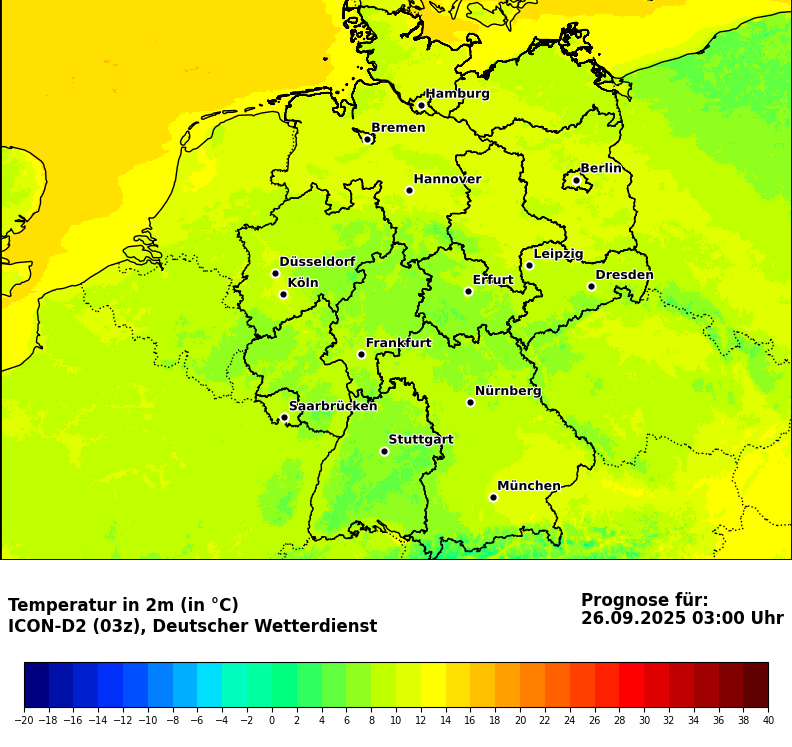 Hamburg
Bremen
Berlin
Hannover
Leipzig
Düsseldorf
Dresden
Köln
Erfurt
Frankfurt
Nürnberg
Saarbrücken
Stuttgart
München
Temperatur in 2m (in °C)
ICON-D2 (03z), Deutscher Wetterdienst
Prognose für:
26.09.2025 03:00 Uhr
−20 −18 −16 −14 −12 −10 −8 −6 −4 −2 0 2 4 6 8 10 12 14 16 18 20 22 24 26 28 30 32 34 36 38 40